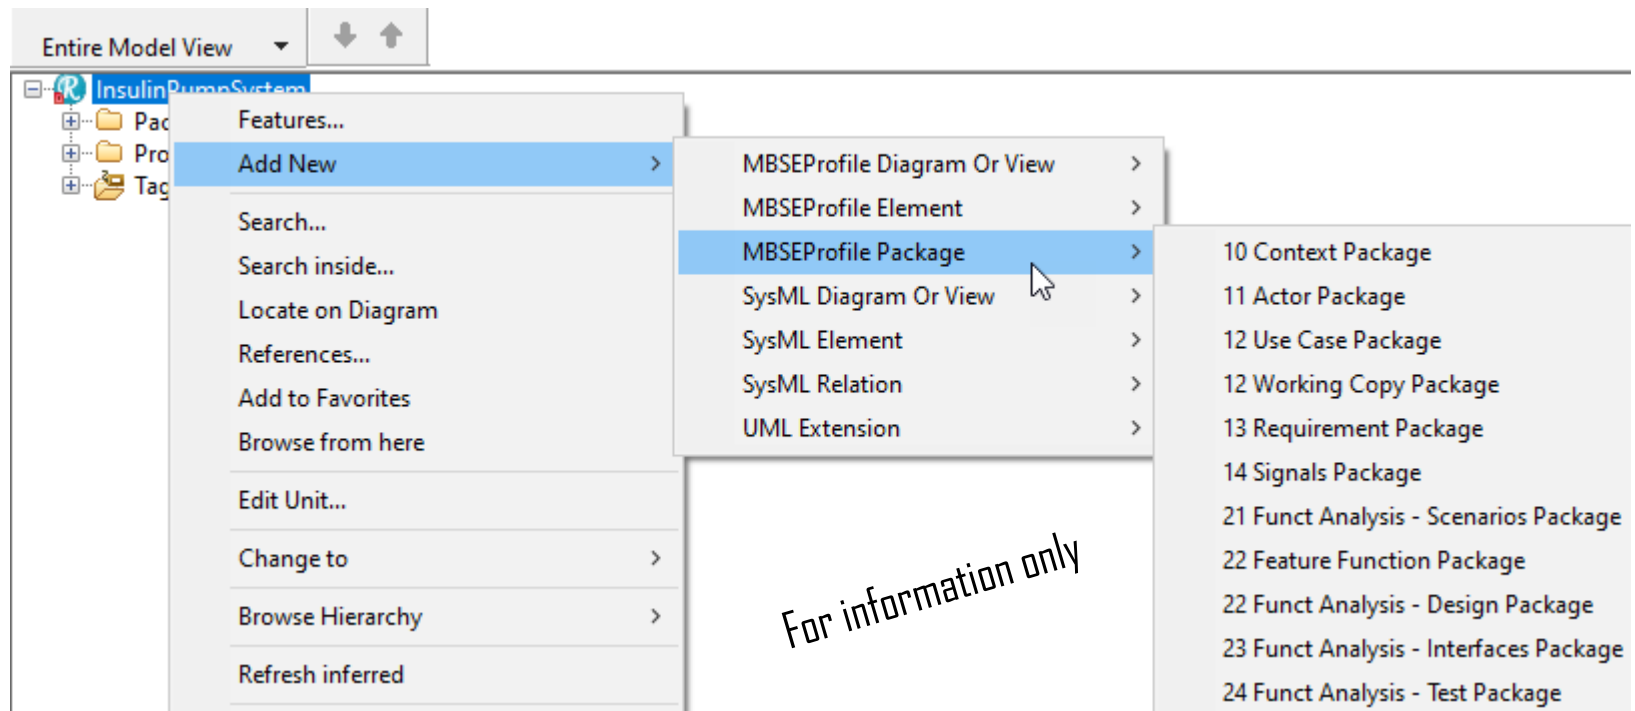 Entire Model View
InsulinPumpSystem
Pac
Pro
Tag
Features...
Add New
Search...
Search inside...
Locate on Diagram
References...
Add to Favorites
Browse from here
Edit Unit...
Change to
Browse Hierarchy
Refresh inferred
MBSEProfile Diagram Or View
MBSEProfile Element
MBSEProfile Package
SysML Diagram Or View
SysML Element
SysML Relation
UML Extension
10 Context Package
11 Actor Package
12 Use Case Package
12 Working Copy Package
13 Requirement Package
14 Signals Package
21 Funct Analysis - Scenarios Package
22 Feature Function Package
22 Funct Analysis - Design Package
23 Funct Analysis - Interfaces Package
24 Funct Analysis - Test Package
For information only